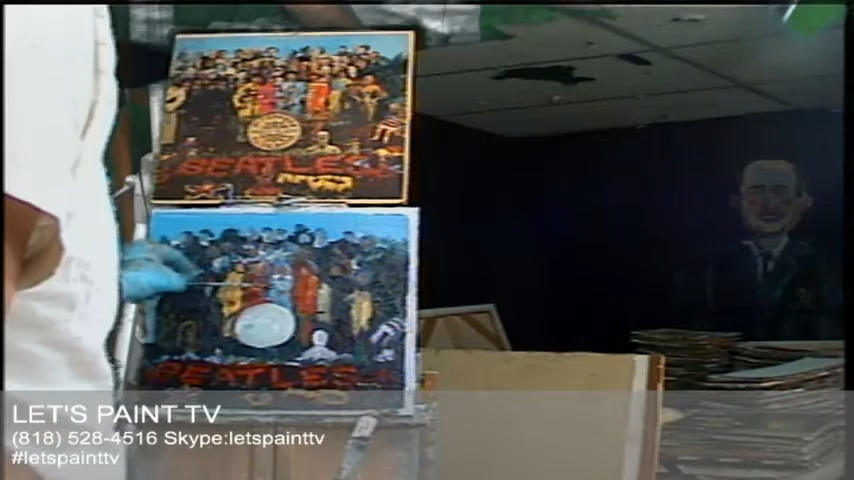 BEATLES
BEATLES
LET'S PAINT TV
(818) 528-4516 Skype:letspainttv
#letspainttv